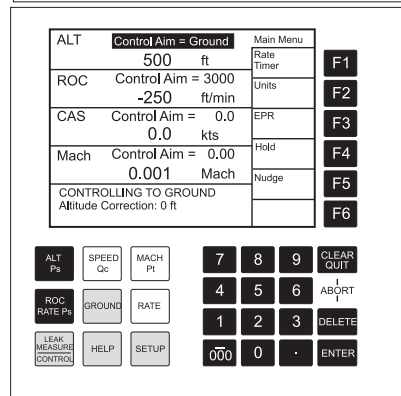 ALT Control Aim = Ground Main Menu
500 ft Rate Timer F1
ROC Control Aim = 3000 Units F2
-250 ft/min
CAS Control Aim = 0.0 EPR F3
0.0 kts
Mach Control Aim = 0.00 Hold F4
0.001 Mach Nudge F5
CONTROLLING TO GROUND
Altitude Correction: 0 ft F6
ALT Ps SPEED Qc MACH Pt 7 8 9 CLEAR QUIT
ROC RATE Ps GROUND RATE 4 5 6 ABORT
1 2 3 DELETE
LEAK MEASURE CONTROL HELP SETUP 000 0 . ENTER